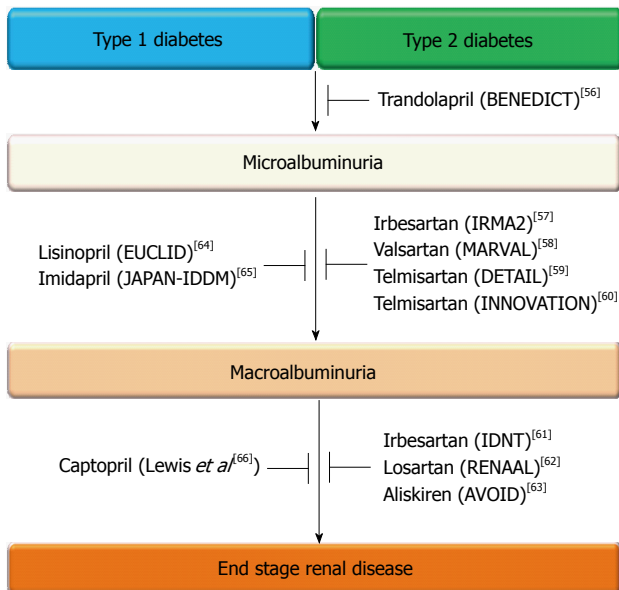 Type 1 diabetes
Type 2 diabetes
Trandolapril (BENEDICT)[56]
Microalbuminuria
Lisinopril (EUCLID)[64]
Imidapril (JAPAN-IDDM)[65]
Irbesartan (IRMA2)[57]
Valsartan (MARVAL)[58]
Telmisartan (DETAIL)[59]
Telmisartan (INNOVATION)[60]
Macroalbuminuria
Captopril (Lewis et al[66])
Irbesartan (IDNT)[61]
Losartan (RENAAL)[62]
Aliskiren (AVOID)[63]
End stage renal disease